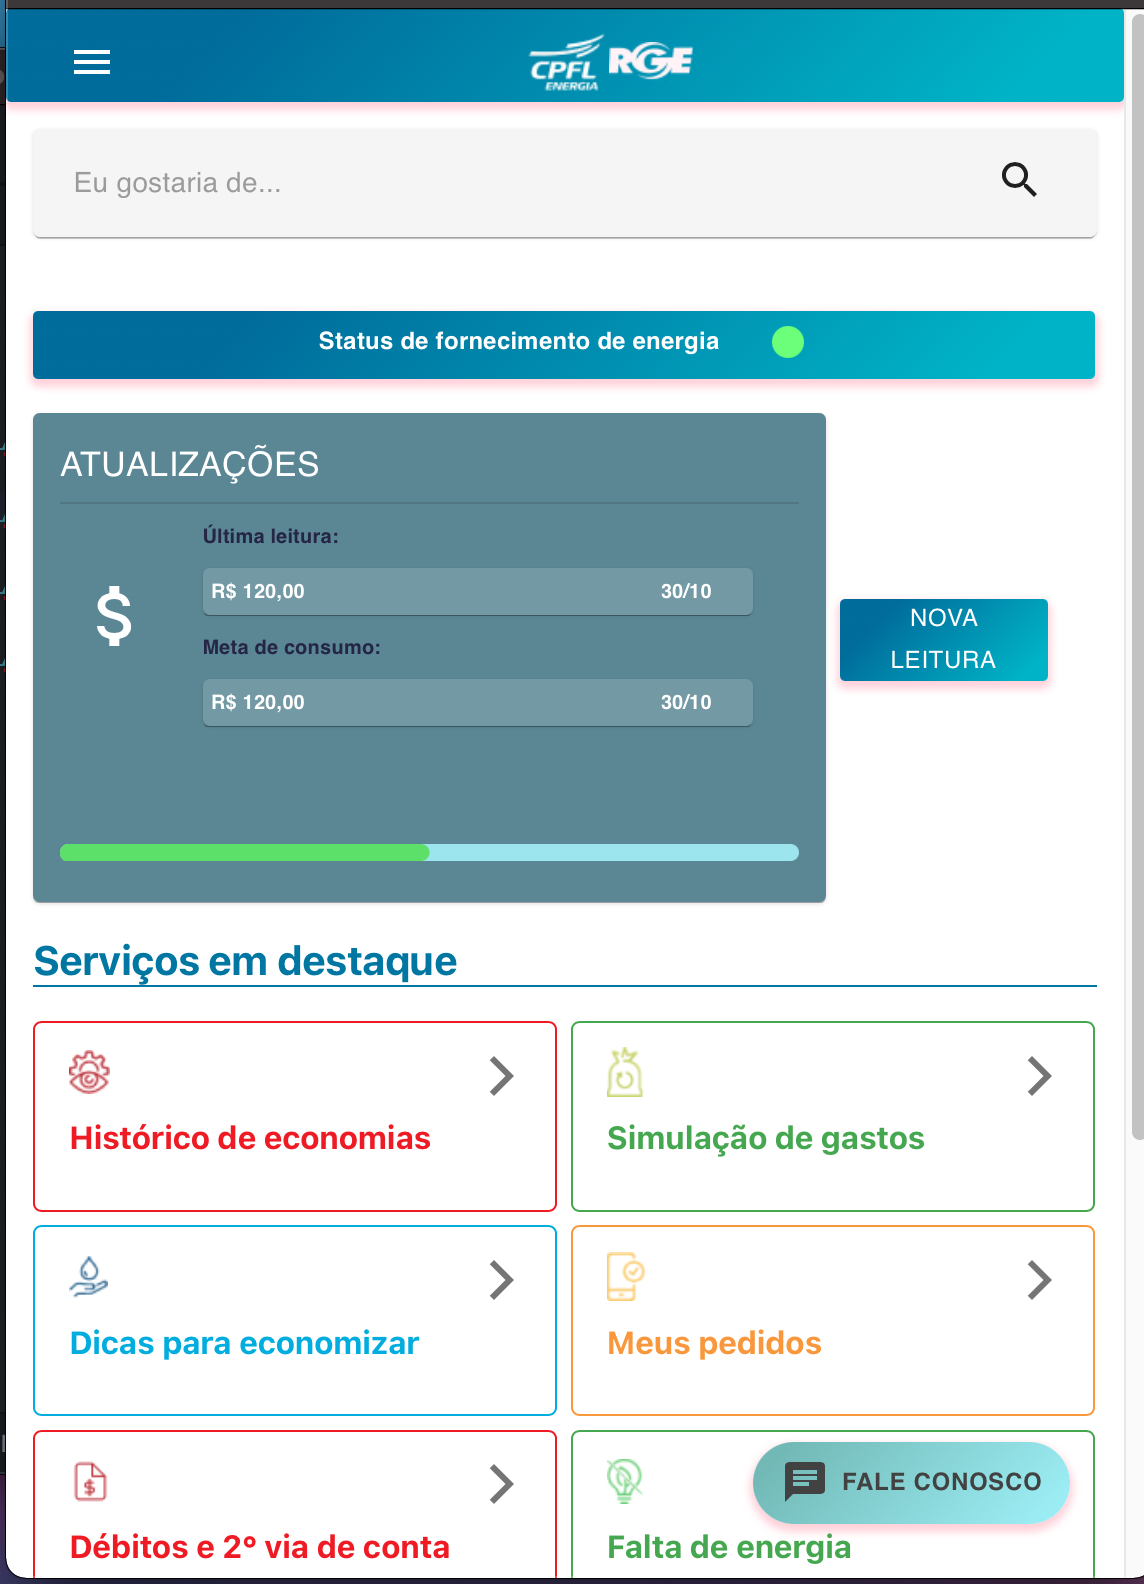 CPFL
ENERGIA
RGE
Eu gostaria de...
Status de fornecimento de energia
ATUALIZAÇÕES
Última leitura:
R$ 120,00 30/10
Meta de consumo:
R$ 120,00 30/10
NOVA
LEITURA
Serviços em destaque
Histórico de economias
Simulação de gastos
Dicas para economizar
Meus pedidos
Débitos e 2º via de conta
Falta de energia
FALE CONOSCO